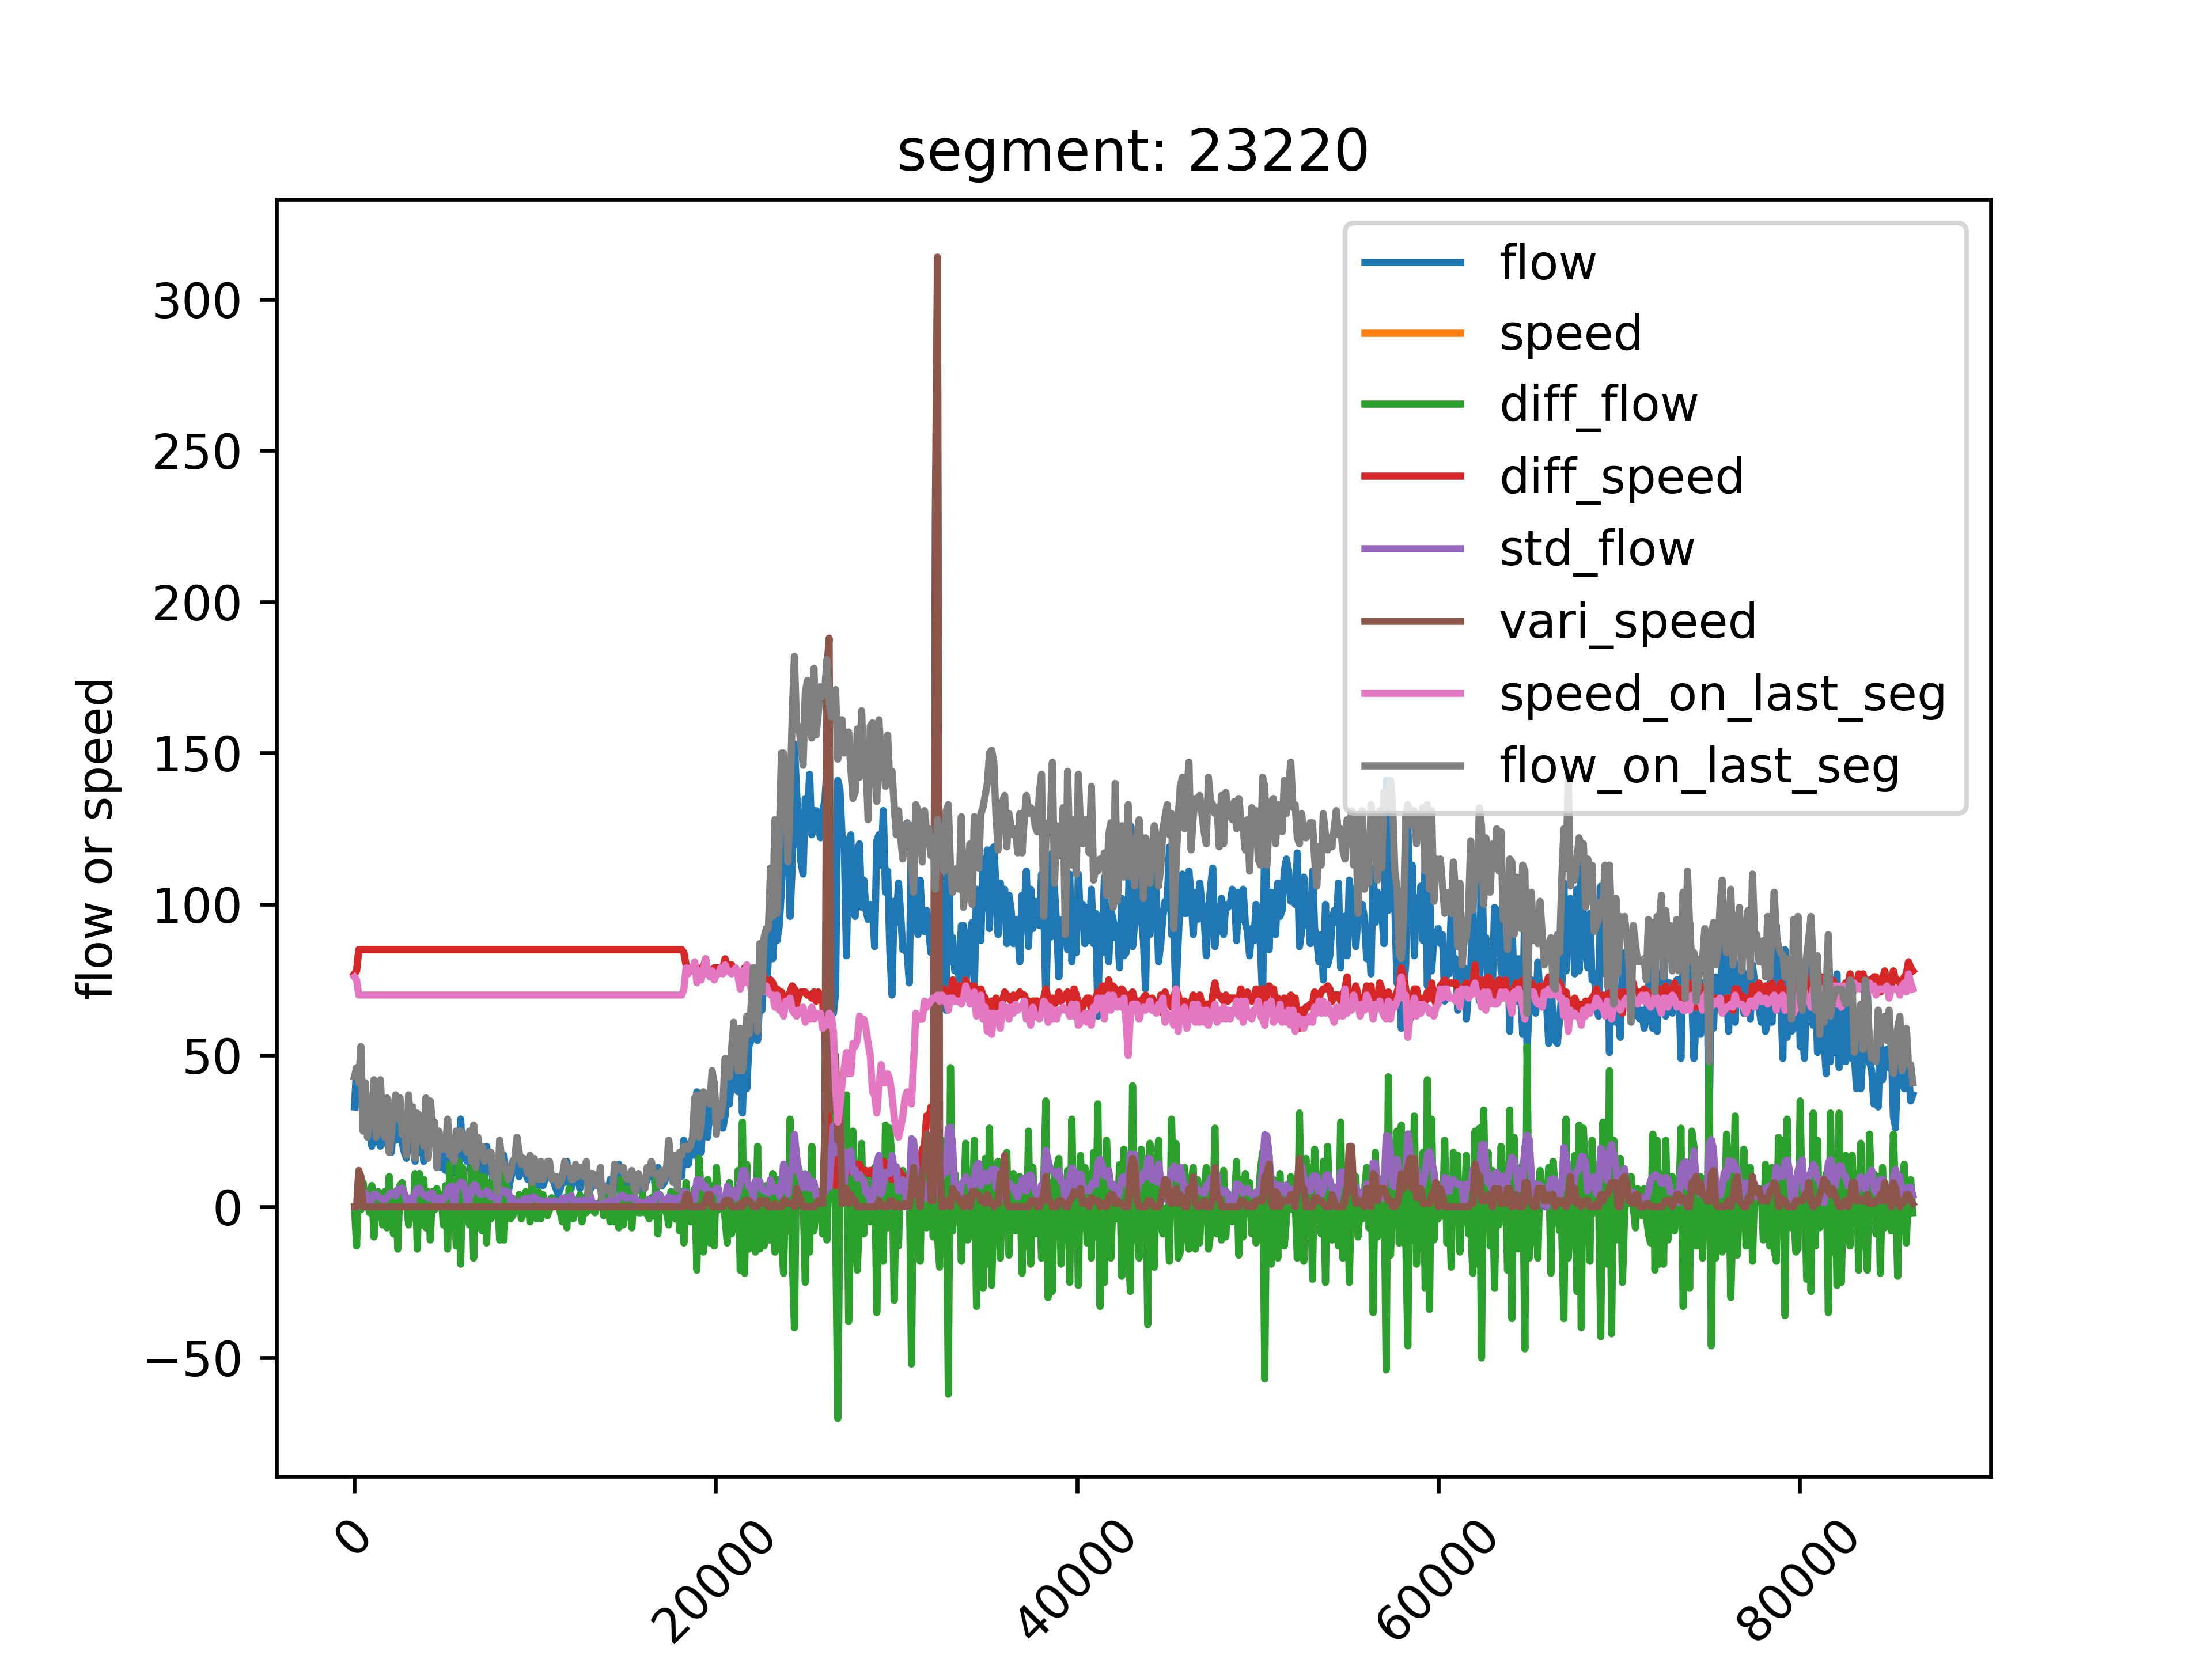 segment: 23220
flow or speed
300
250
200
150
100
50
0
−50
0
20000
40000
60000
80000
flow
speed
diff_flow
diff_speed
std_flow
vari_speed
speed_on_last_seg
flow_on_last_seg